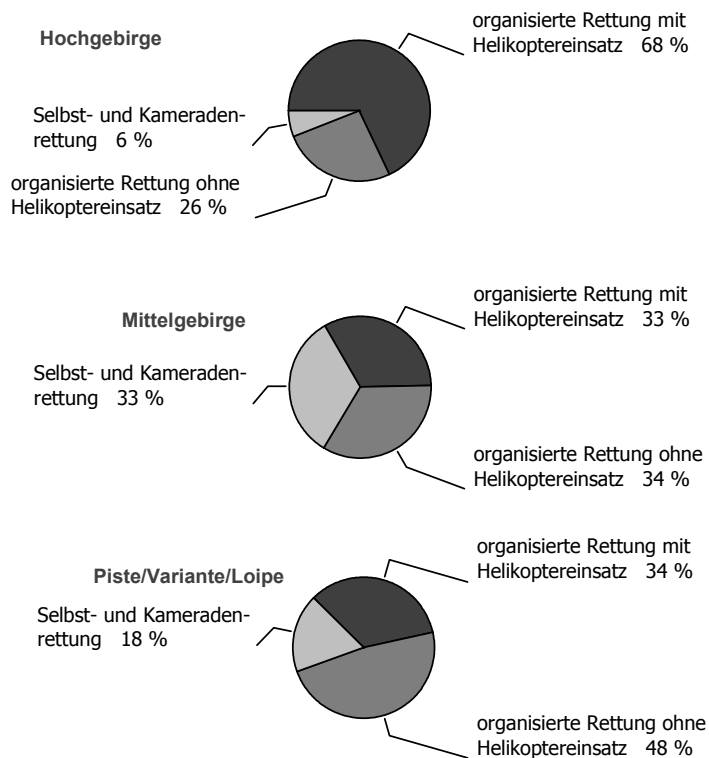 Hochgebirge
organisierte Rettung mit
Helikoptereinsatz 68 %
Selbst- und Kameraden-
rettung 6 %
organisierte Rettung ohne
Helikoptereinsatz 26 %
Mittelgebirge
organisierte Rettung mit
Helikoptereinsatz 33 %
Selbst- und Kameraden-
rettung 33 %
organisierte Rettung ohne
Helikoptereinsatz 34 %
Piste/Variante/Loipe
organisierte Rettung mit
Helikoptereinsatz 34 %
Selbst- und Kameraden-
rettung 18 %
organisierte Rettung ohne
Helikoptereinsatz 48 %